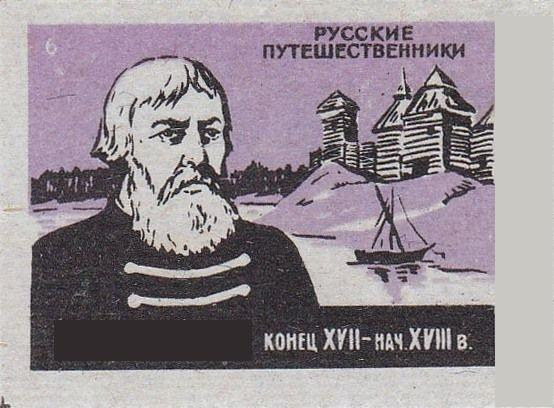 6
РУССКИЕ
ПУТЕШЕСТВЕННИКИ
КОНЕЦ XVII – НАЧ. XVIII В.